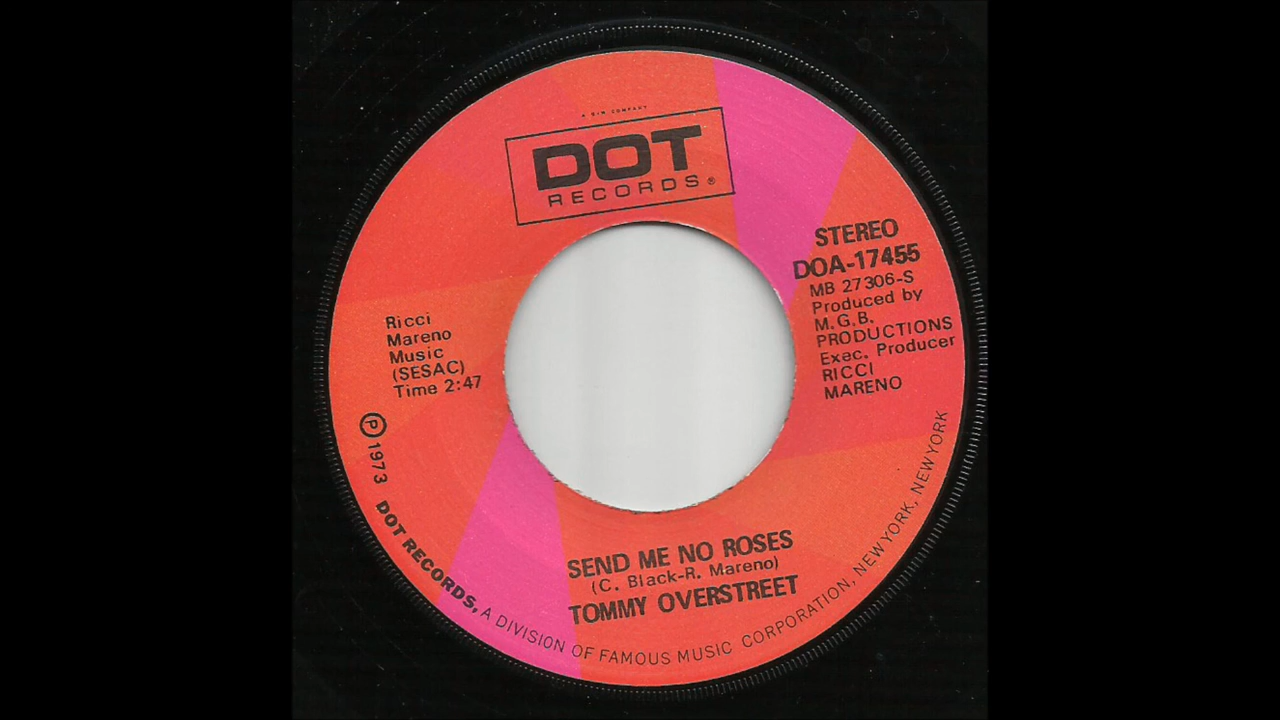 A G+W COMPANY
DOT
RECORDS®
STEREO
DOA-17455
MB 27306-S
Produced by
M.G.B.
PRODUCTIONS
Exec. Producer
RICCI
MARENO
Ricci
Mareno
Music
(SESAC)
Time 2:47
SEND ME NO ROSES
(C. Black-R. Mareno)
TOMMY OVERSTREET
℗ 1973 DOT RECORDS, A DIVISION OF FAMOUS MUSIC CORPORATION, NEW YORK, NEW YORK